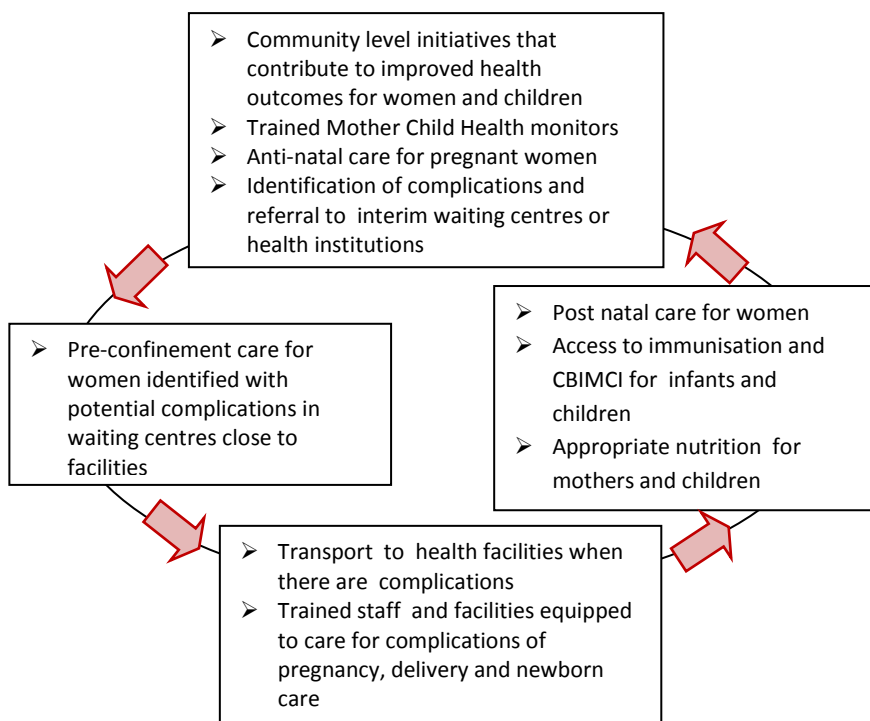 ➢ Community level initiatives that
contribute to improved health
outcomes for women and children
➢ Trained Mother Child Health monitors
➢ Anti-natal care for pregnant women
➢ Identification of complications and
referral to interim waiting centres or
health institutions
➢ Pre-confinement care for
women identified with
potential complications in
waiting centres close to
facilities
➢ Post natal care for women
➢ Access to immunisation and
CBIMCI for infants and
children
➢ Appropriate nutrition for
mothers and children
➢ Transport to health facilities when
there are complications
➢ Trained staff and facilities equipped
to care for complications of
pregnancy, delivery and newborn
care